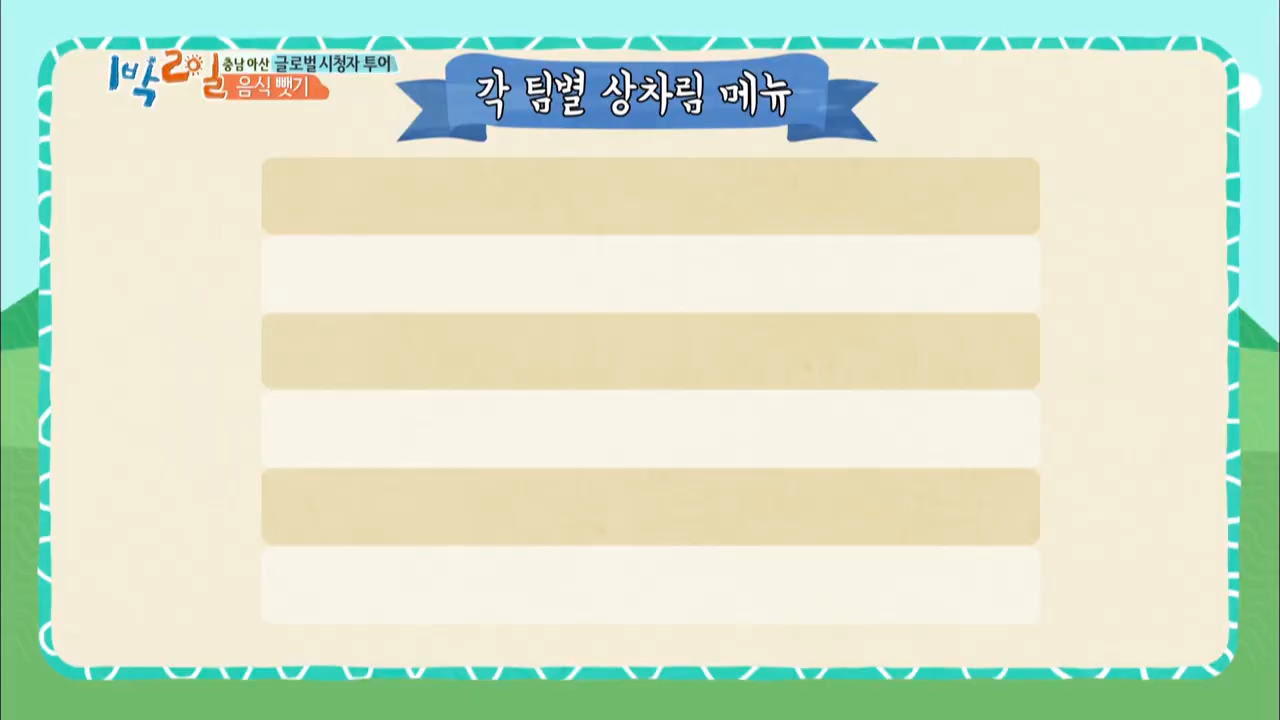 1박2일 충남 아산 글로벌 시청자 투어
음식 뺏기
각 팀별 상차림 메뉴